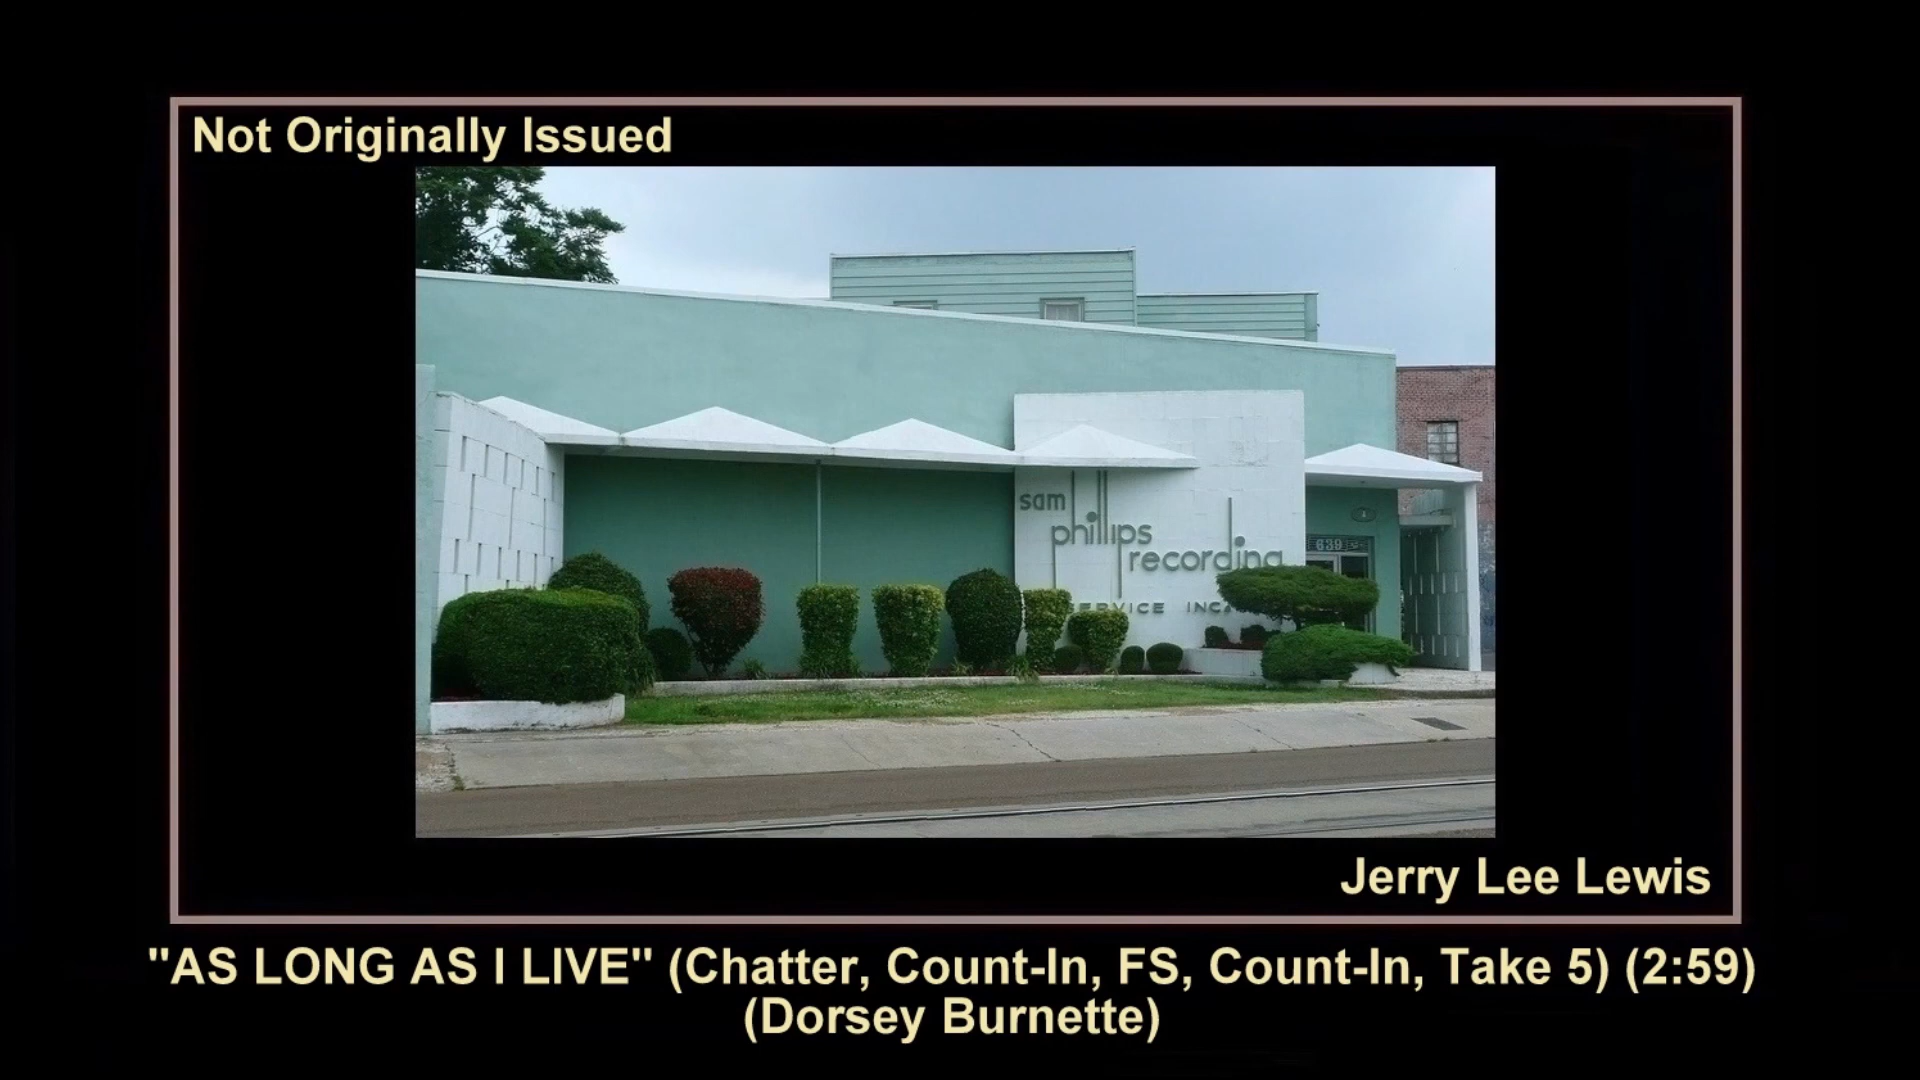 Not Originally Issued
sam
phillips
recording
SERVICE INC.
639
Jerry Lee Lewis
"AS LONG AS I LIVE" (Chatter, Count-In, FS, Count-In, Take 5) (2:59)
(Dorsey Burnette)